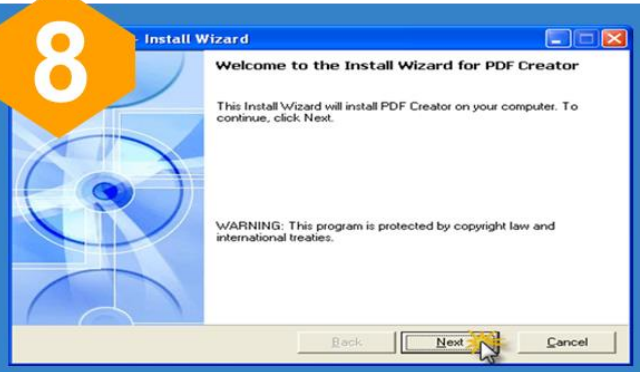 8
Install Wizard
Welcome to the Install Wizard for PDF Creator
This Install Wizard will install PDF Creator on your computer. To
continue, click Next.
WARNING: This program is protected by copyright law and
international treaties.
Back
Next
Cancel